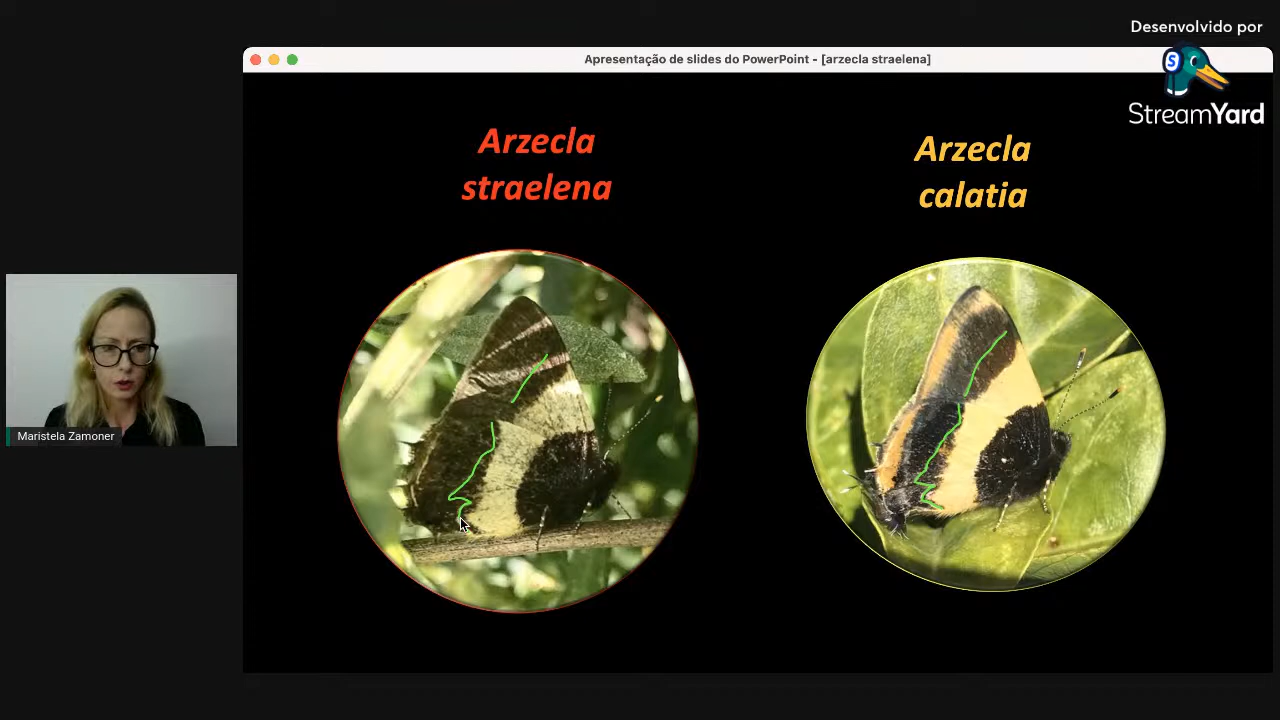 Desenvolvido por
StreamYard
Apresentação de slides do PowerPoint - [arzecla straelena]
Arzecla
straelena
Arzecla
calatia
Maristela Zamoner